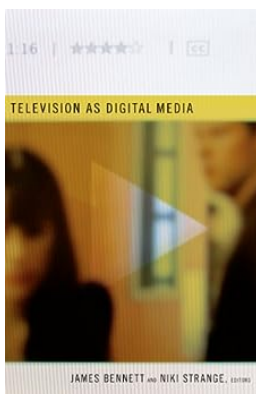 1:16 | ★★★★☆ | CC
TELEVISION AS DIGITAL MEDIA
JAMES BENNETT AND NIKI STRANGE, EDITORS